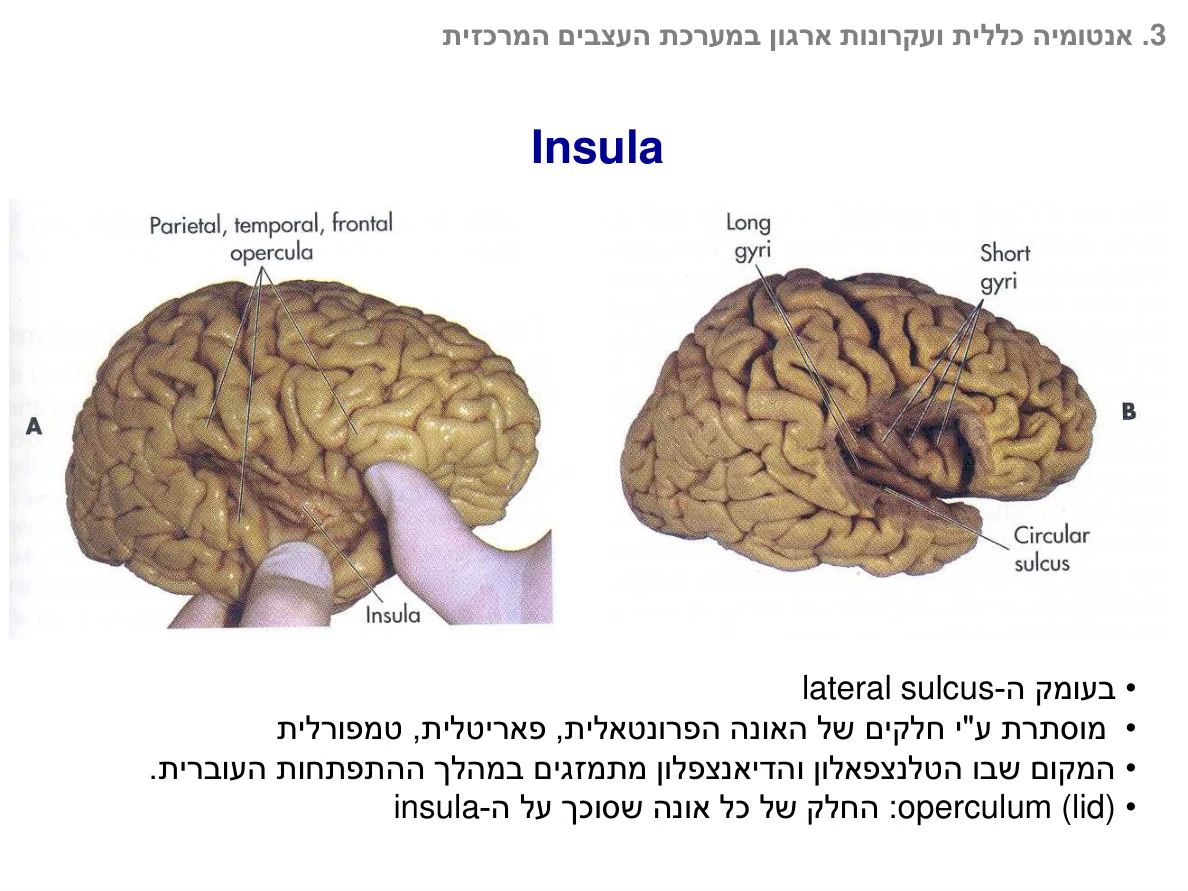 3. אנטומיה כללית ועקרונות ארגון במערכת העצבים המרכזית
Insula
Parietal, temporal, frontal
opercula
Long
gyri
Short
gyri
A
B
Circular
sulcus
Insula
• בעומק ה-lateral sulcus
• מוסתרת ע"י חלקים של האונה הפרונטאלית, פאריטלית, טמפורלית
• המקום שבו הטלנצפאלון והדיאנצפלון מתמזגים במהלך ההתפתחות העוברית.
• operculum (lid): החלק של כל אונה שסוכך על ה-insula